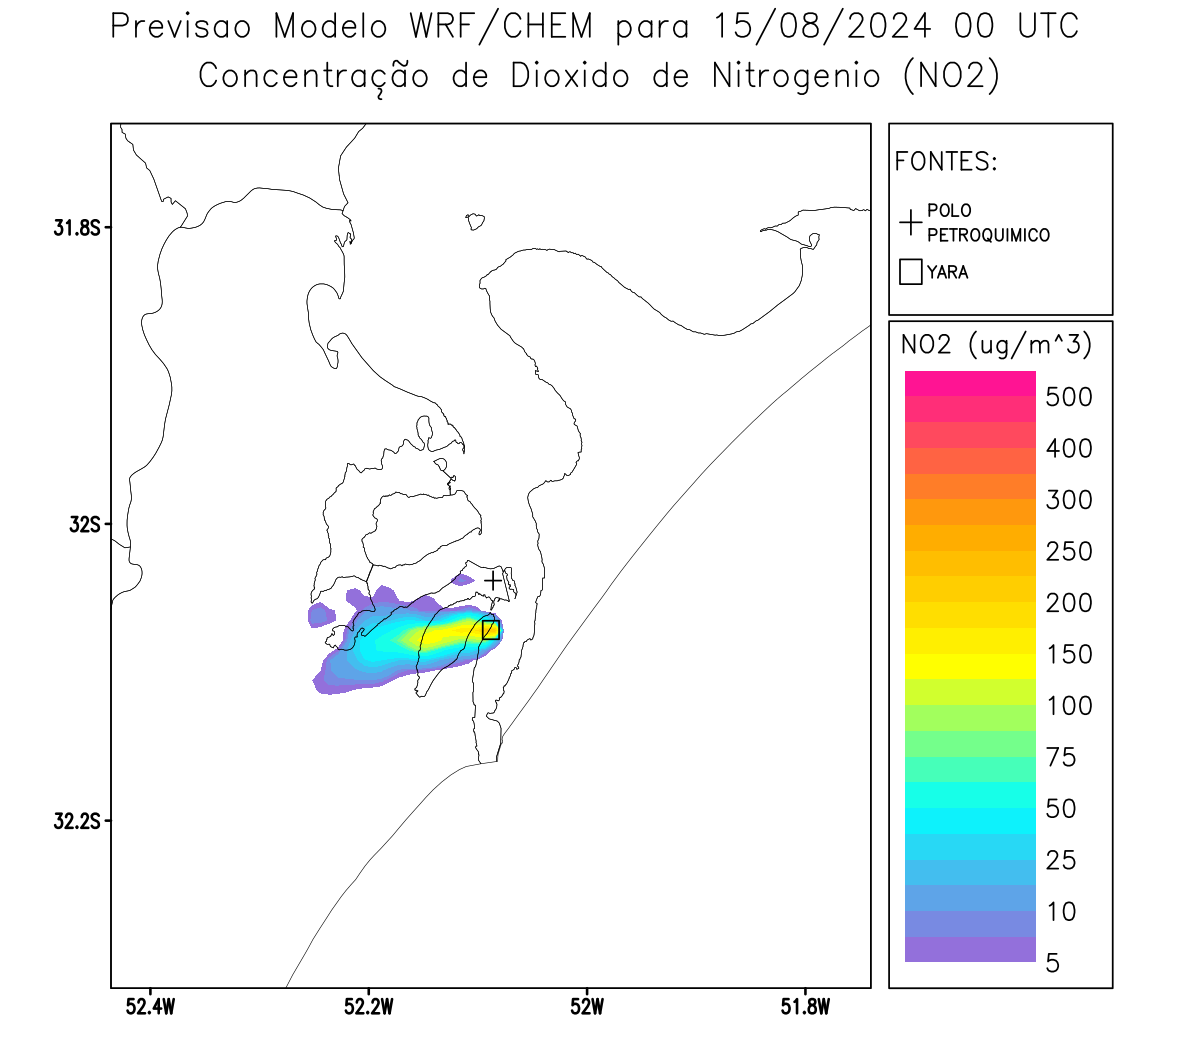 Previsao Modelo WRF/CHEM para 15/08/2024 00 UTC
Concentração de Dioxido de Nitrogenio (NO2)
FONTES:
POLO
PETROQUIMICO
YARA
31.8S
32S
32.2S
52.4W
52.2W
52W
51.8W
NO2 (ug/m^3)
500
400
300
250
200
150
100
75
50
25
10
5